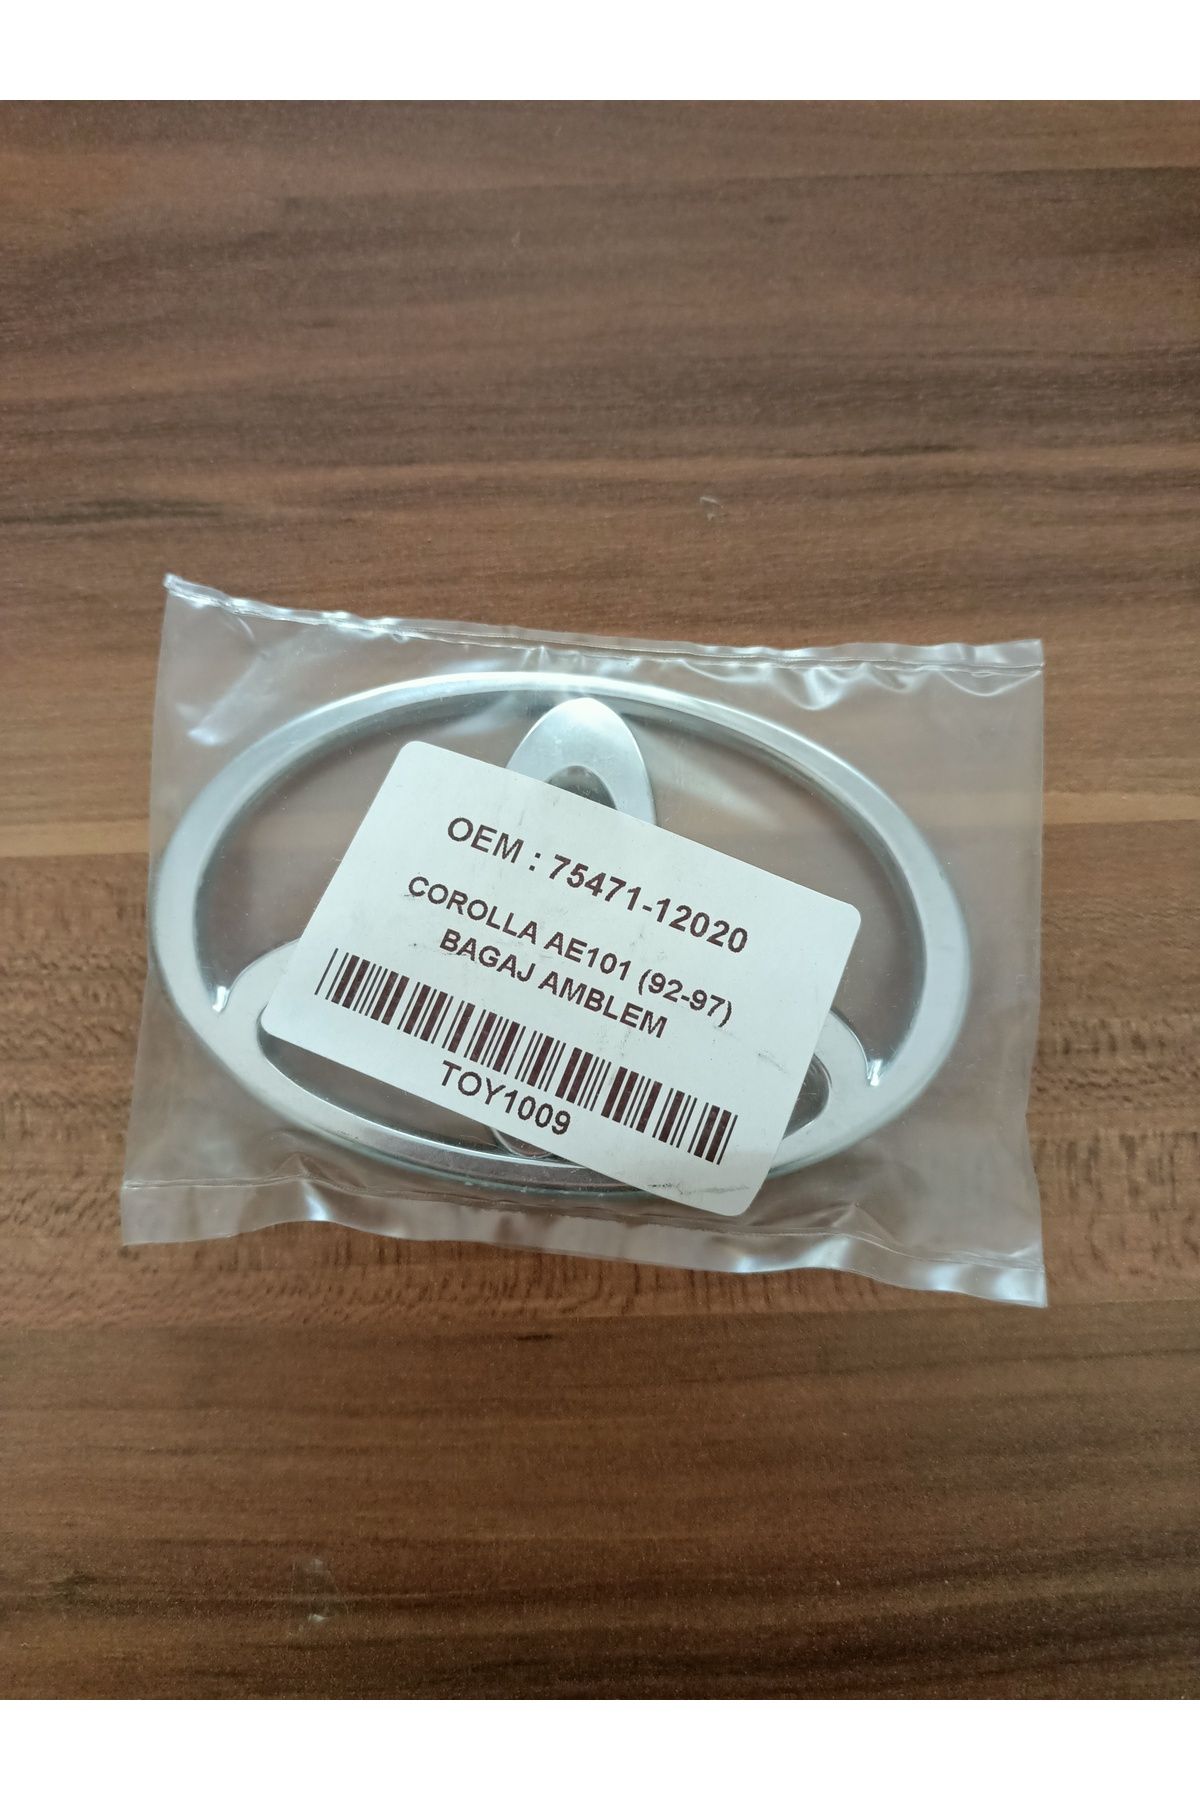 OEM : 75471-12020
COROLLA AE101 (92-97)
BAGAJ AMBLEM
TOY1009